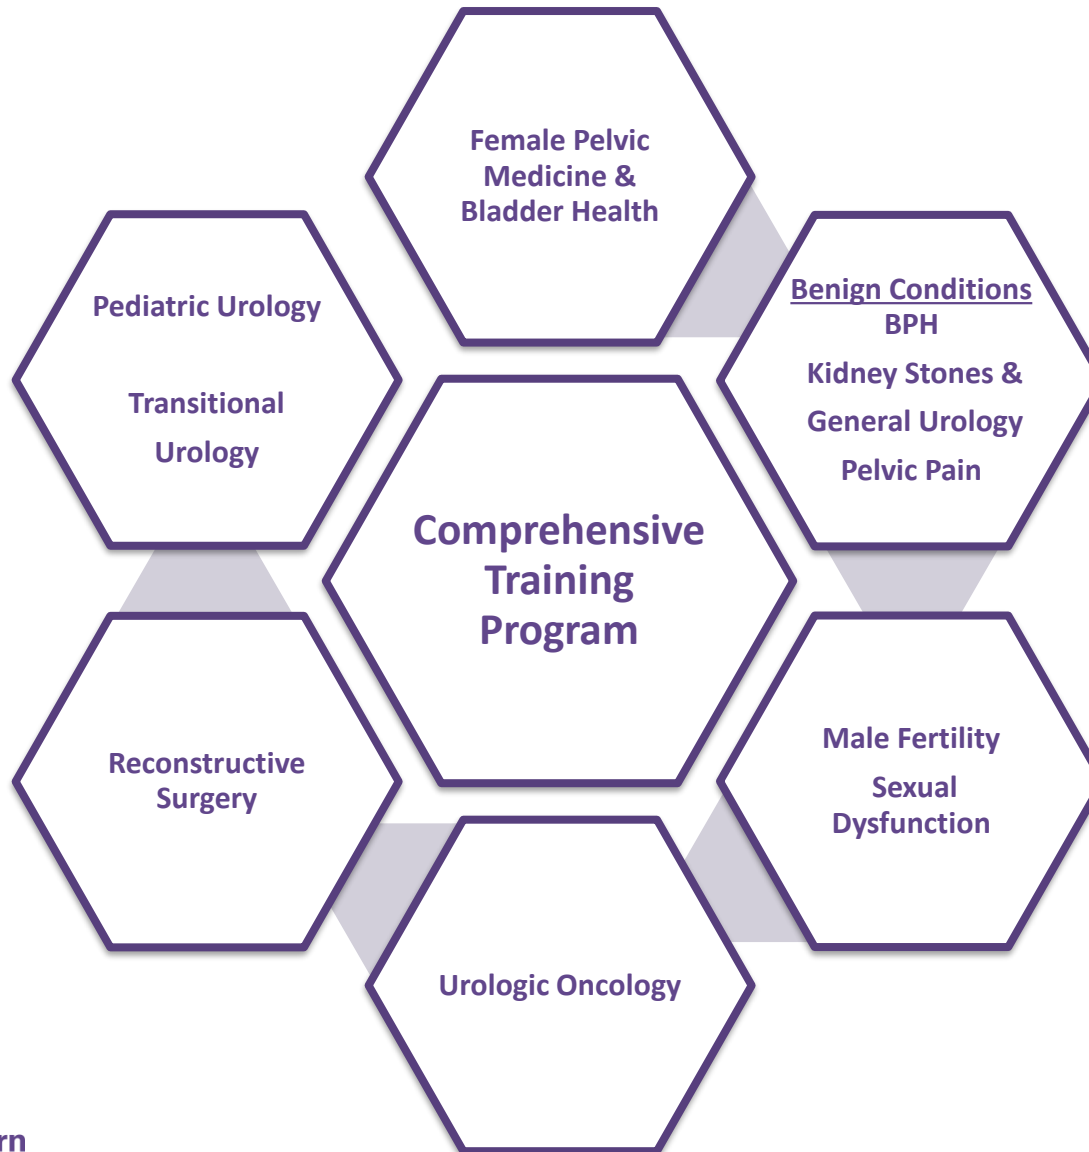 Female Pelvic
Medicine &
Bladder Health
Benign Conditions
BPH
Kidney Stones &
General Urology
Pelvic Pain
Pediatric Urology
Transitional
Urology
Comprehensive
Training
Program
Male Fertility
Sexual
Dysfunction
Reconstructive
Surgery
Urologic Oncology
rn